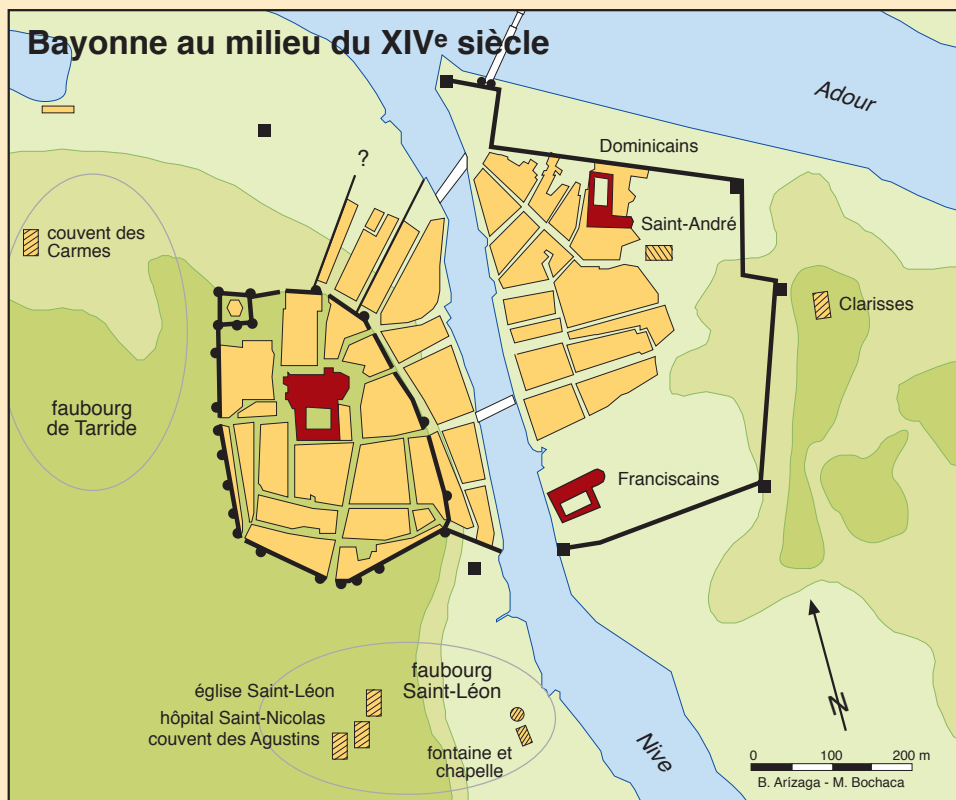 Bayonne au milieu du XIVe siècle
Adour
?
Dominicains
Saint-André
couvent des
Carmes
Clarisses
faubourg
de Tarride
Franciscains
faubourg
Saint-Léon
église Saint-Léon
hôpital Saint-Nicolas
couvent des Agustins
fontaine et
chapelle
Nive
N
0 100 200 m
B. Arizaga - M. Bochaca